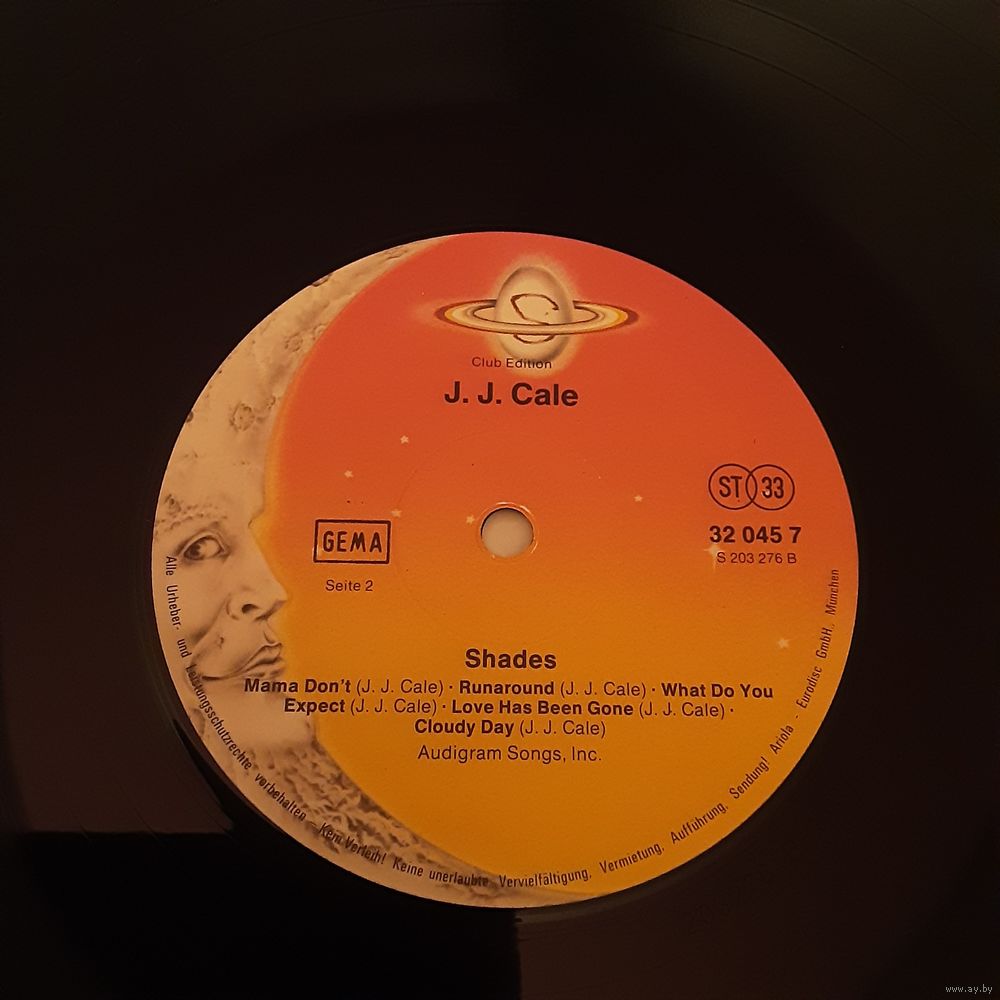 Club Edition
J. J. Cale
ST 33
GEMA
32 045 7
S 203 276 B
Seite 2
Shades
Mama Don't (J. J. Cale) · Runaround (J. J. Cale) · What Do You
Expect (J. J. Cale) · Love Has Been Gone (J. J. Cale) ·
Cloudy Day (J. J. Cale)
Audigram Songs, Inc.
Alle Urheber- und Leistungsschutzrechte vorbehalten - Kein Verleih! Keine unerlaubte Vervielfältigung, Vermietung, Aufführung, Sendung! Ariola - Eurodisc GmbH., München
www.ay.by